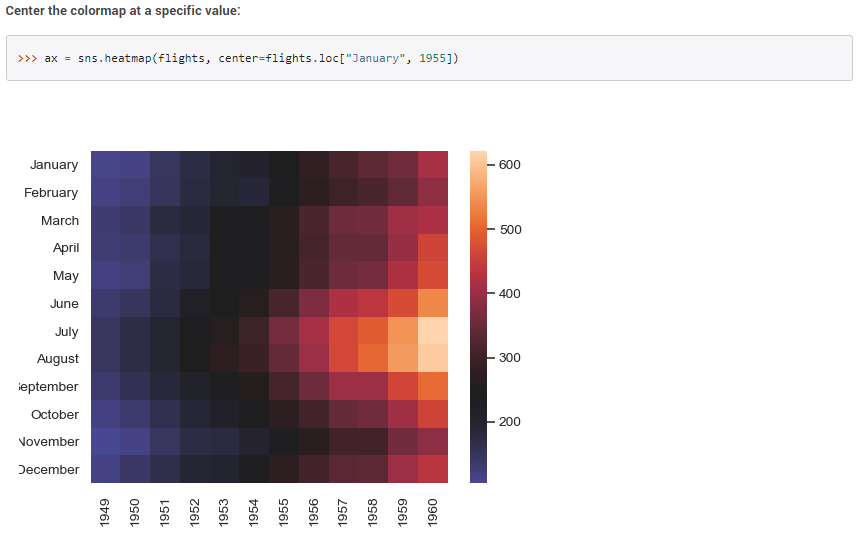 Center the colormap at a specific value:
>>> ax = sns.heatmap(flights, center=flights.loc["January", 1955])
January
February
March
April
May
June
July
August
September
October
November
December
600
500
400
300
200
1949 1950 1951 1952 1953 1954 1955 1956 1957 1958 1959 1960